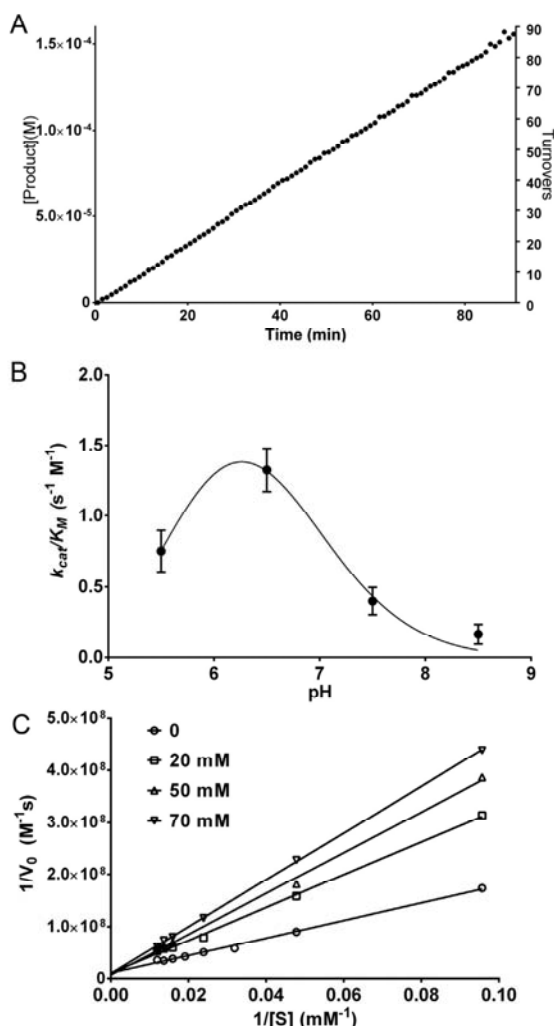 A
1.5×10⁻⁴
1.0×10⁻⁴
5.0×10⁻⁵
0
[Product](M)
90
80
70
60
50
40
30
20
10
0
Turnovers
0 20 40 60 80
Time (min)
B
2.0
1.5
1.0
0.5
0.0
kcat/KM (s⁻¹ M⁻¹)
5 6 7 8 9
pH
C
5.0×10⁸
4.0×10⁸
3.0×10⁸
2.0×10⁸
1.0×10⁸
0
1/V₀ (M⁻¹s)
0
20 mM
50 mM
70 mM
0.00 0.02 0.04 0.06 0.08 0.10
1/[S] (mM⁻¹)